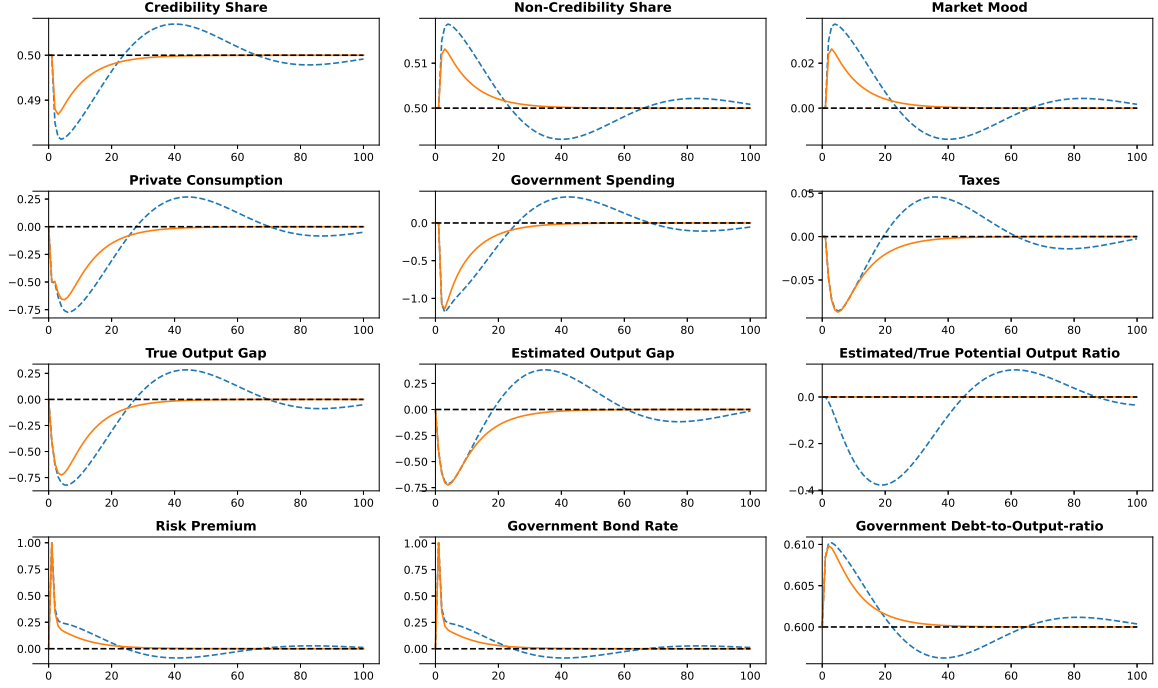 Credibility Share
0.50
0.49
0 20 40 60 80 100
Non-Credibility Share
0.51
0.50
0 20 40 60 80 100
Market Mood
0.02
0.00
0 20 40 60 80 100
Private Consumption
0.25
0.00
−0.25
−0.50
−0.75
0 20 40 60 80 100
Government Spending
0.0
−0.5
−1.0
0 20 40 60 80 100
Taxes
0.05
0.00
−0.05
0 20 40 60 80 100
True Output Gap
0.25
0.00
−0.25
−0.50
−0.75
0 20 40 60 80 100
Estimated Output Gap
0.25
0.00
−0.25
−0.50
−0.75
0 20 40 60 80 100
Estimated/True Potential Output Ratio
0.0
−0.2
−0.4
0 20 40 60 80 100
Risk Premium
1.00
0.75
0.50
0.25
0.00
0 20 40 60 80 100
Government Bond Rate
1.00
0.75
0.50
0.25
0.00
0 20 40 60 80 100
Government Debt-to-Output-ratio
0.610
0.605
0.600
0 20 40 60 80 100